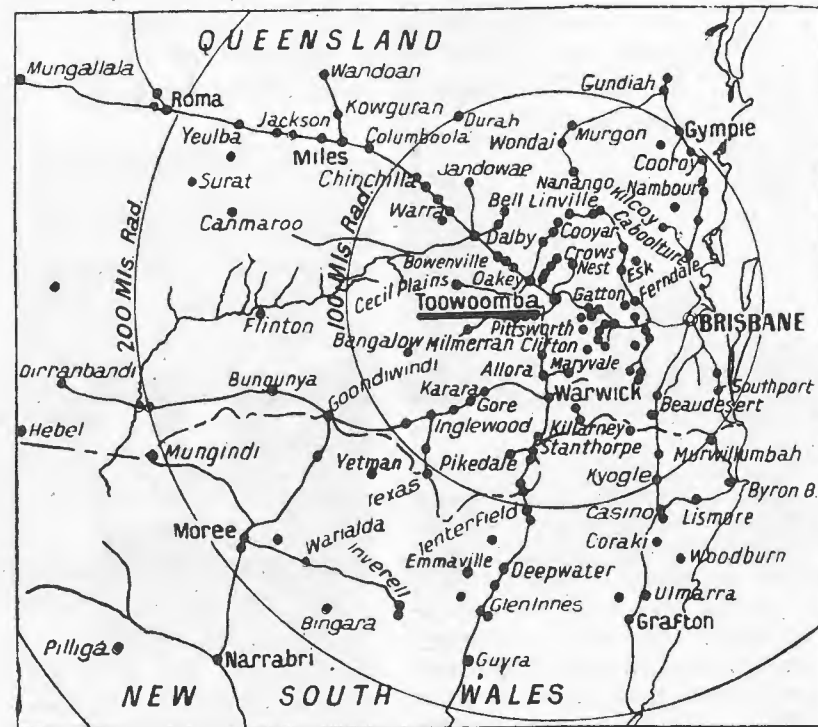 QUEENSLAND
Mungallala
Wandoan
Gundiah
Roma
Jackson
Kowguran
Durah
Yeulba
Miles
Columboola
Wondai
Murgon
Gympie
Cooroy
Surat
Chinchilla
Jandowae
Nanango
Nambour
Canmaroo
Warra
Bell
Linville
Kilcoy
Caboolture
Dalby
Cooyar
200 Mls. Rad.
100 Mls. Rad.
Bowenville
Crows
Nest
Esk
Oakey
Ferndale
Cecil Plains
Toowoomba
Gatton
Flinton
Pittsworth
BRISBANE
Bangalow
Milmerran
Clifton
Dirranbandi
Bungunya
Goondiwindi
Allora
Maryvale
Karara
Warwick
Southport
Gore
Beaudesert
Hebel
Inglewood
Kilarney
Mungindi
Yetman
Pikedale
Stanthorpe
Murwillumbah
Texas
Kyogle
Byron B.
Moree
Tenterfield
Casino
Lismore
Warialda
Inverell
Emmaville
Coraki
Woodburn
Deepwater
Bingara
GlenInnes
Ulmarra
Grafton
Pilliga
Narrabri
Guyra
NEW SOUTH WALES